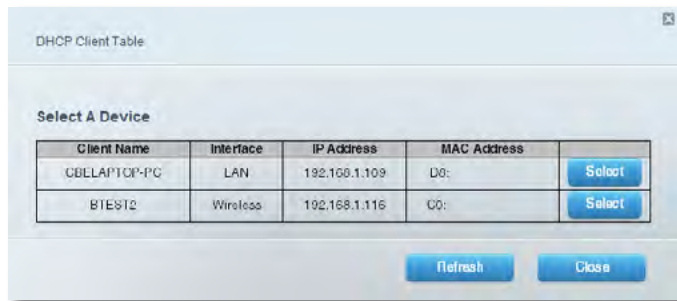 DHCP Client Table
Select A Device
Client Name Interface IP Address MAC Address
CBELAPTOP-PC LAN 192.168.1.109 D8: Select
BTEST2 Wireless 192.168.1.116 C0: Select
Refresh Close